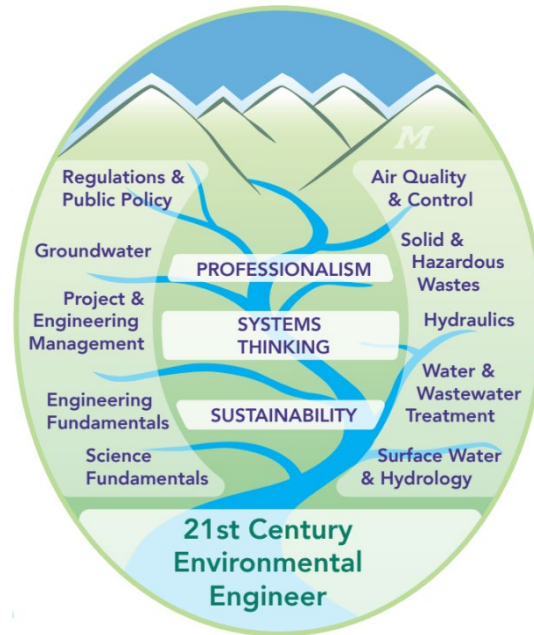 M
Regulations &
Public Policy
Air Quality
& Control
Groundwater
PROFESSIONALISM
Solid &
Hazardous
Wastes
Project &
Engineering
Management
SYSTEMS
THINKING
Hydraulics
Engineering
Fundamentals
SUSTAINABILITY
Water &
Wastewater
Treatment
Science
Fundamentals
Surface Water
& Hydrology
21st Century
Environmental
Engineer